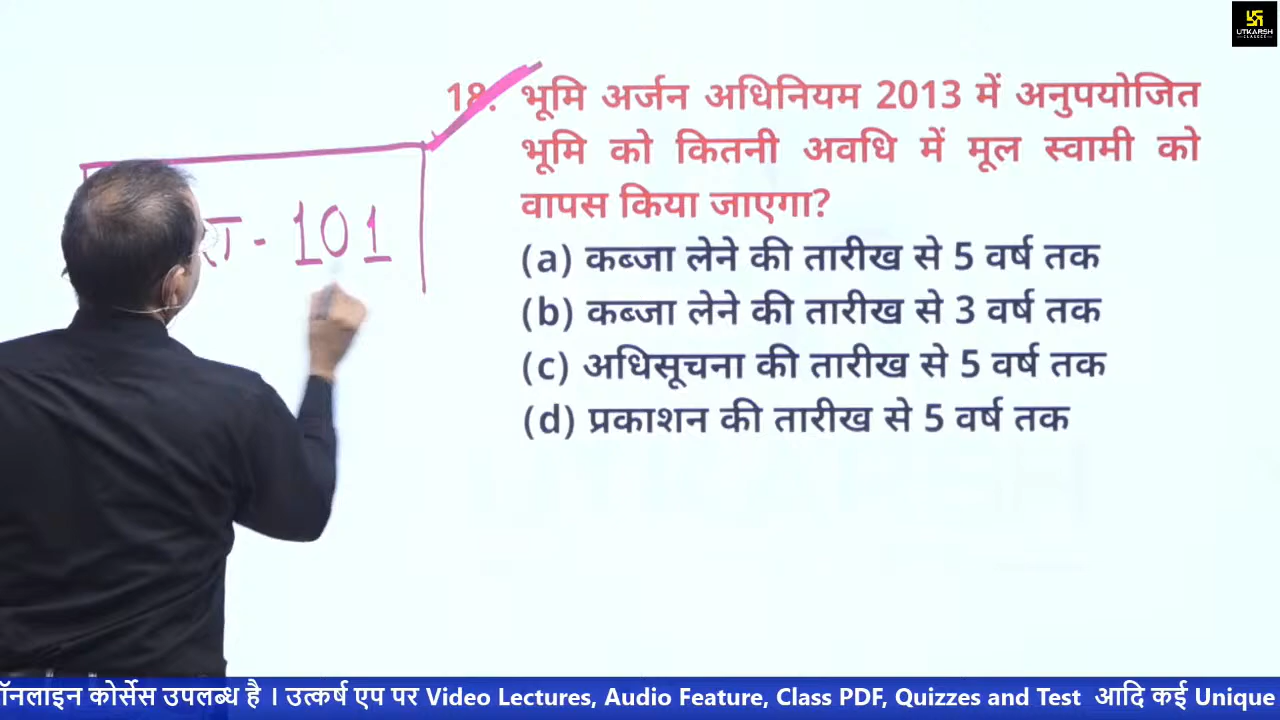 UTKARSH
CLASSES
18. भूमि अर्जन अधिनियम 2013 में अनुपयोजित
भूमि को कितनी अवधि में मूल स्वामी को
वापस किया जाएगा?
- 101
(a) कब्जा लेने की तारीख से 5 वर्ष तक
(b) कब्जा लेने की तारीख से 3 वर्ष तक
(c) अधिसूचना की तारीख से 5 वर्ष तक
(d) प्रकाशन की तारीख से 5 वर्ष तक
कोर्सेस उपलब्ध है । उत्कर्ष एप पर Video Lectures, Audio Feature, Class PDF, Quizzes and Test आदि कई Unique